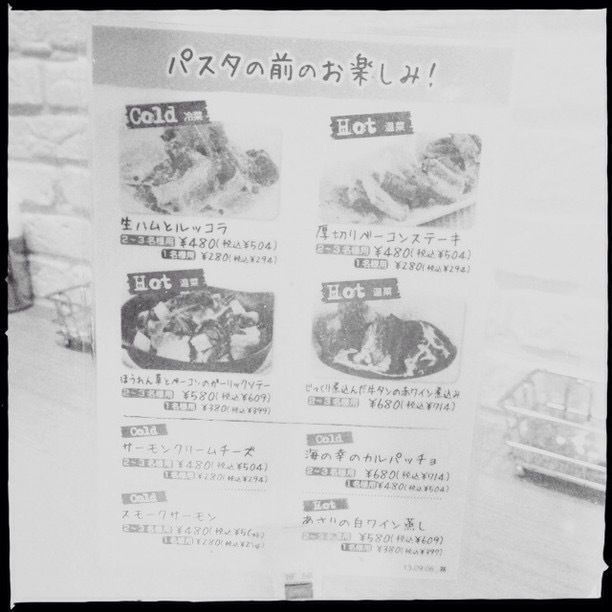 パスタの前のお楽しみ！
Cold 冷菜
生ハムとルッコラ
2～3名様用 ¥480(税込¥504)
1名様用 ¥280(税込¥294)
Hot 温菜
厚切りベーコンステーキ
2～3名様用 ¥480(税込¥504)
1名様用 ¥280(税込¥294)
Hot 温菜
ほうれん草とベーコンのガーリックソテー
2～3名様用 ¥580(税込¥609)
1名様用 ¥380(税込¥399)
Hot 温菜
じっくり煮込んだ牛タンの赤ワイン煮込み
2～3名様用 ¥680(税込¥714)
Cold
サーモンクリームチーズ
2～3名様用 ¥480(税込¥504)
1名様用 ¥280(税込¥294)
Cold
海の幸のカルパッチョ
2～3名様用 ¥680(税込¥714)
1名様用 ¥480(税込¥504)
Cold
スモークサーモン
2～3名様用 ¥480(税込
1名様用 ¥280(税込
Hot
あさりの白ワイン蒸し
2～3名様用 ¥580(税込¥609)
1名様用 ¥380(税込¥399)